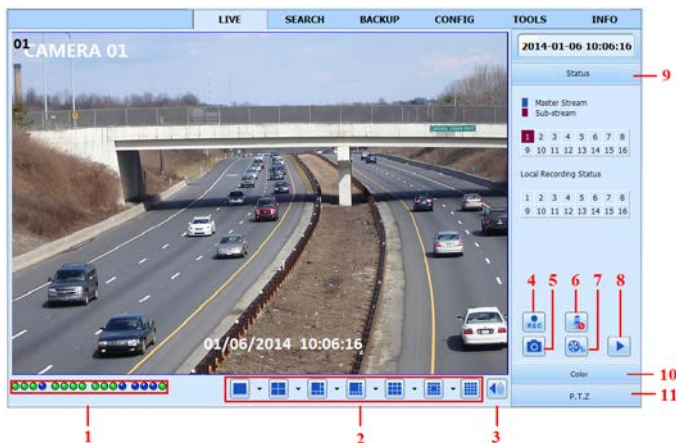 LIVE SEARCH BACKUP CONFIG TOOLS INFO
01
CAMERA 01
2014-01-06 10:06:16
Status
9
Master Stream
Sub-stream
1 2 3 4 5 6 7 8
9 10 11 12 13 14 15 16
Local Recording Status
1 2 3 4 5 6 7 8
9 10 11 12 13 14 15 16
4 5 6 7 8
REC
01/06/2014 10:06:16
Color
10
P.T.Z
11
1 2 3